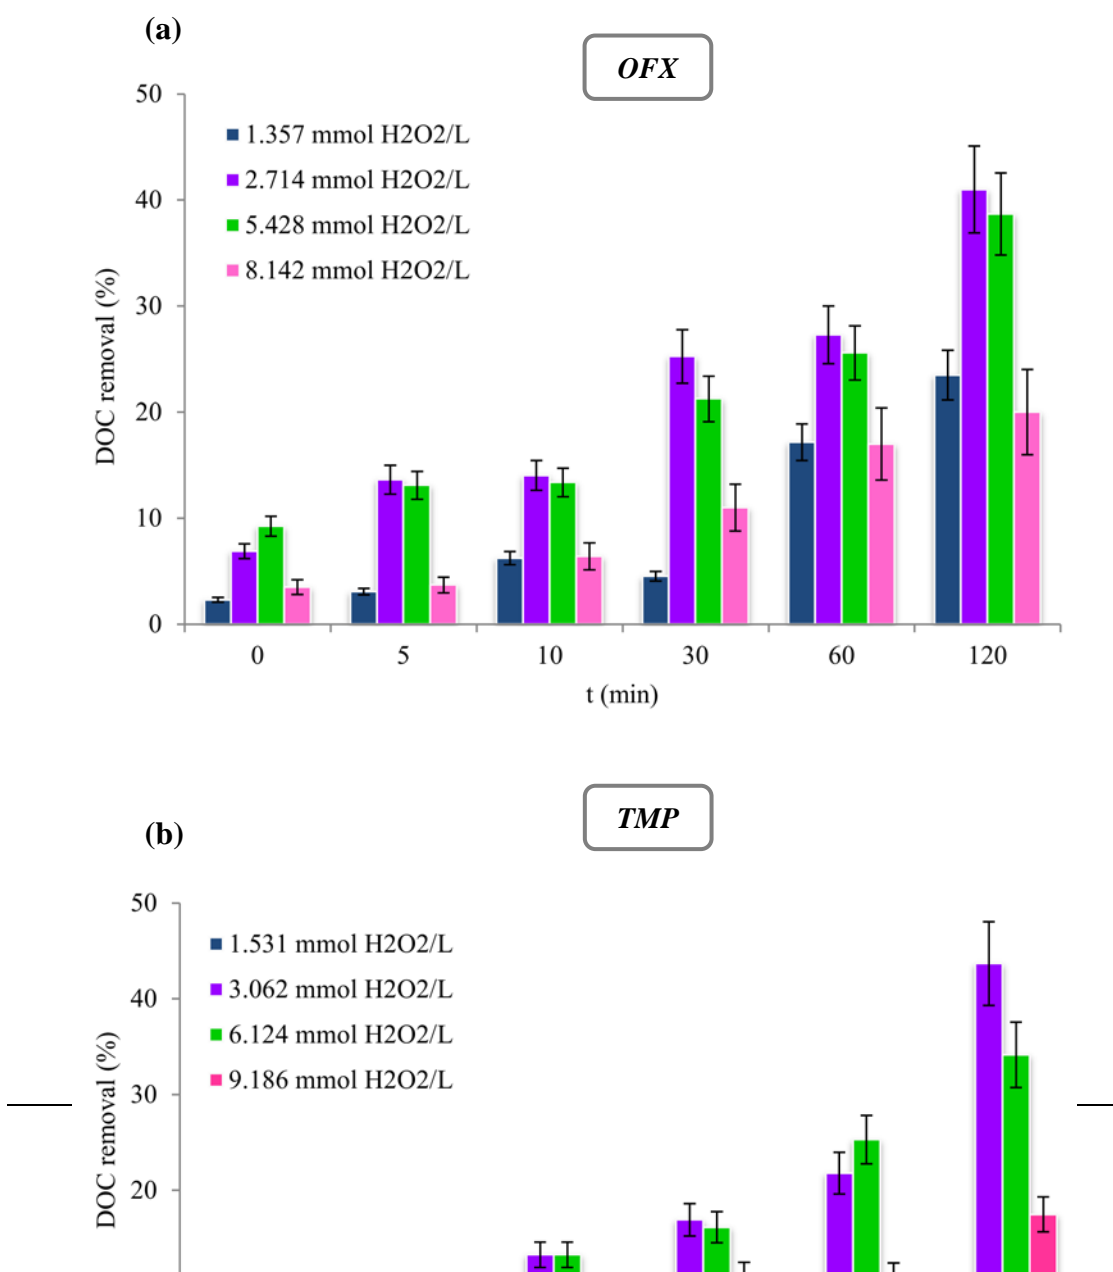 (a)
OFX
50
1.357 mmol H2O2/L
2.714 mmol H2O2/L
40
5.428 mmol H2O2/L
8.142 mmol H2O2/L
30
DOC removal (%)
20
10
0
0 5 10 30 60 120
t (min)
TMP
(b)
50
1.531 mmol H2O2/L
3.062 mmol H2O2/L
40
6.124 mmol H2O2/L
9.186 mmol H2O2/L
30
DOC removal (%)
20